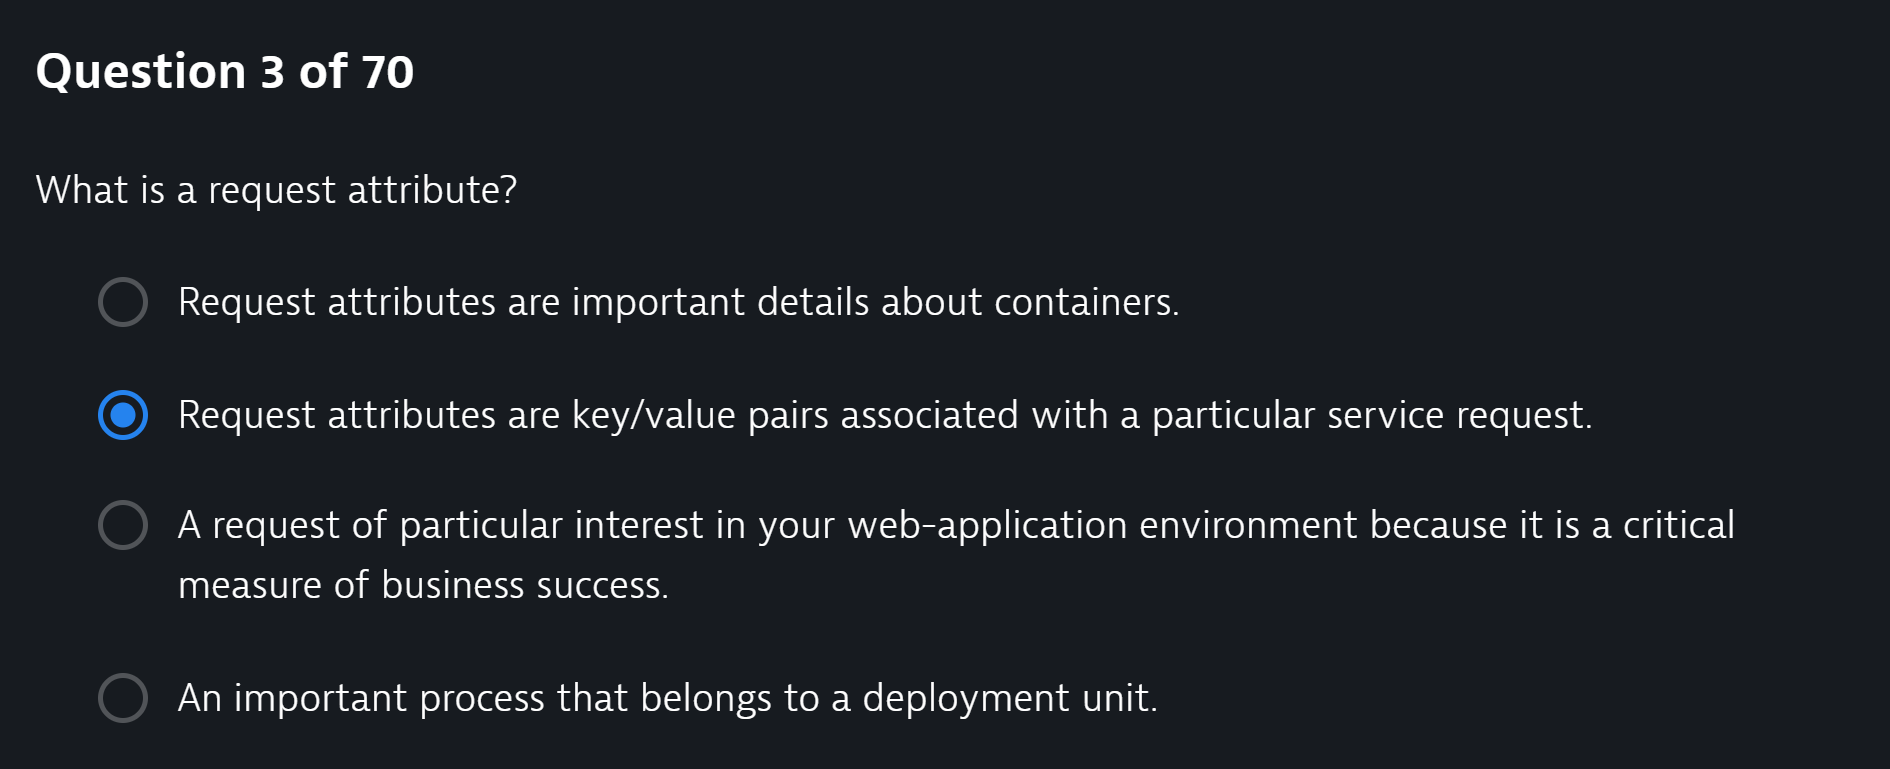 Question 3 of 70
What is a request attribute?
Request attributes are important details about containers.
Request attributes are key/value pairs associated with a particular service request.
A request of particular interest in your web-application environment because it is a critical
measure of business success.
An important process that belongs to a deployment unit.